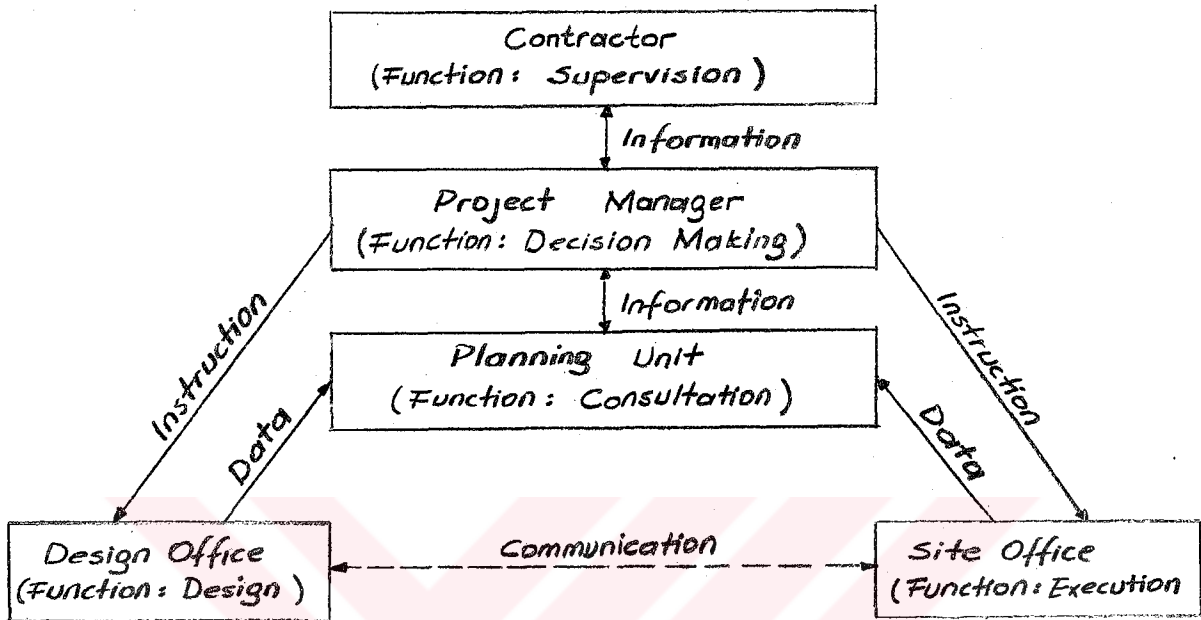 Contractor
(Function: Supervision)
Information
Project Manager
(Function: Decision Making)
Information
Instruction
Instruction
Planning Unit
(Function: Consultation)
Data
Data
Design Office
(Function: Design)
Communication
Site Office
(Function: Execution